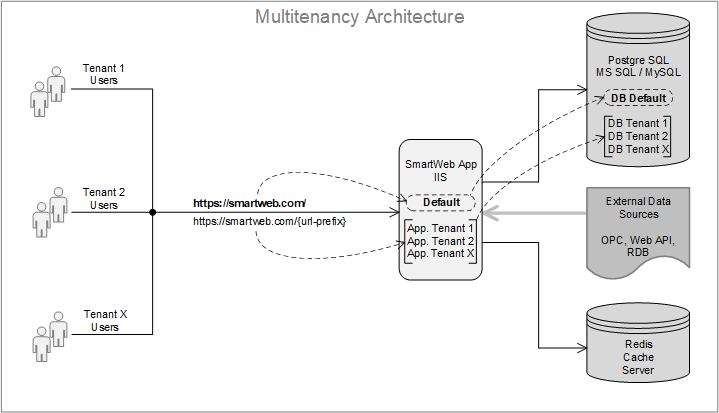 Multitenancy Architecture
Tenant 1
Users
Tenant 2
Users
Tenant X
Users
https://smartweb.com/
https://smartweb.com/{url-prefix}
SmartWeb App
IIS
Default
App. Tenant 1
App. Tenant 2
App. Tenant X
Postgre SQL
MS SQL / MySQL
DB Default
DB Tenant 1
DB Tenant 2
DB Tenant X
External Data
Sources
OPC, Web API,
RDB
Redis
Cache
Server